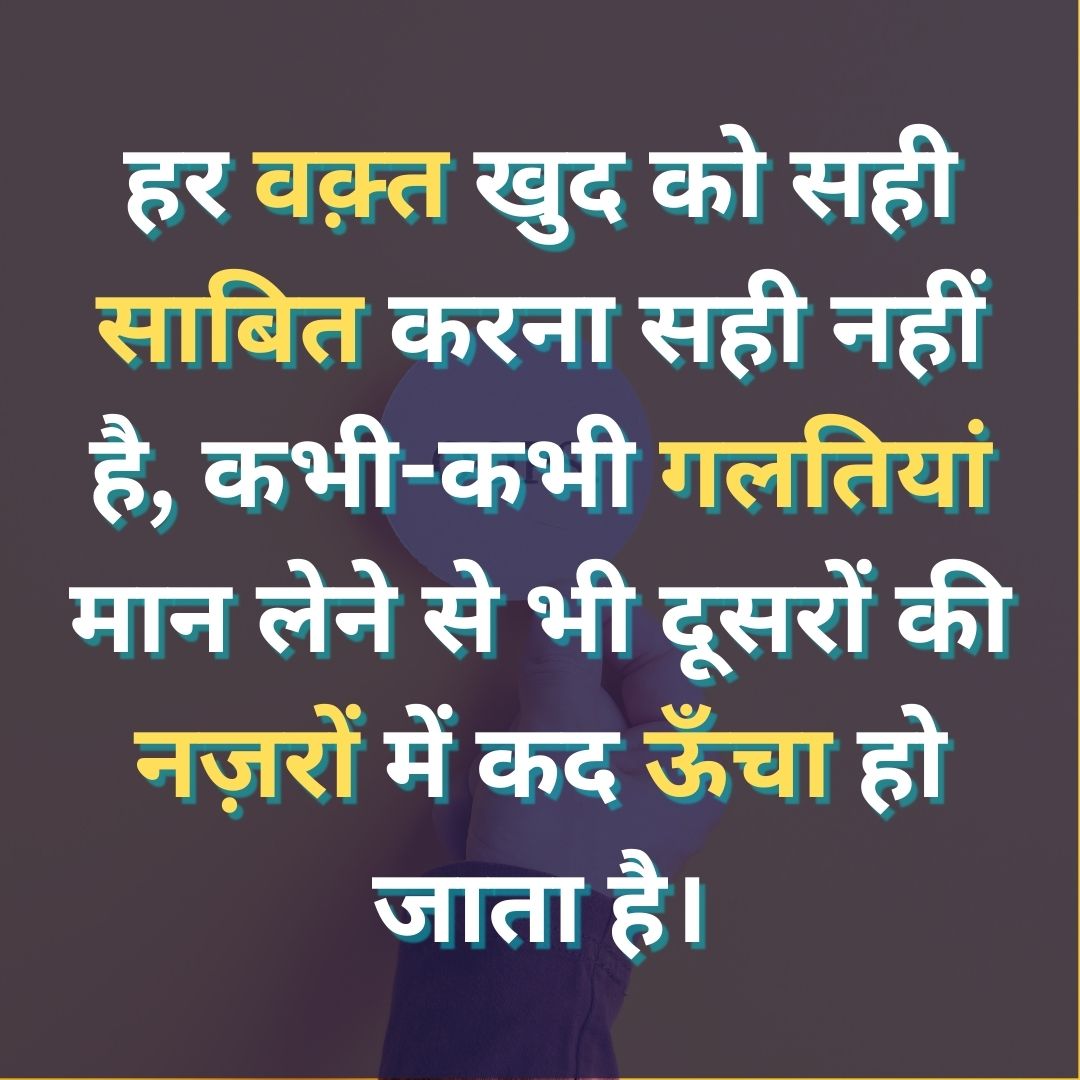 हर वक़्त खुद को सही
साबित करना सही नहीं
है, कभी-कभी गलतियां
मान लेने से भी दूसरों की
नज़रों में कद ऊँचा हो
जाता है।